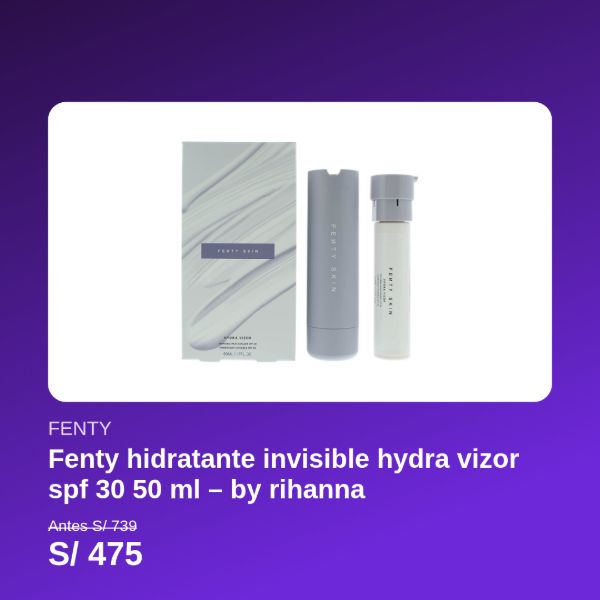 FENTY SKIN
HYDRA VIZOR
FENTY SKIN
FENTY SKIN
FENTY
Fenty hidratante invisible hydra vizor
spf 30 50 ml – by rihanna
Antes S/ 739
S/ 475